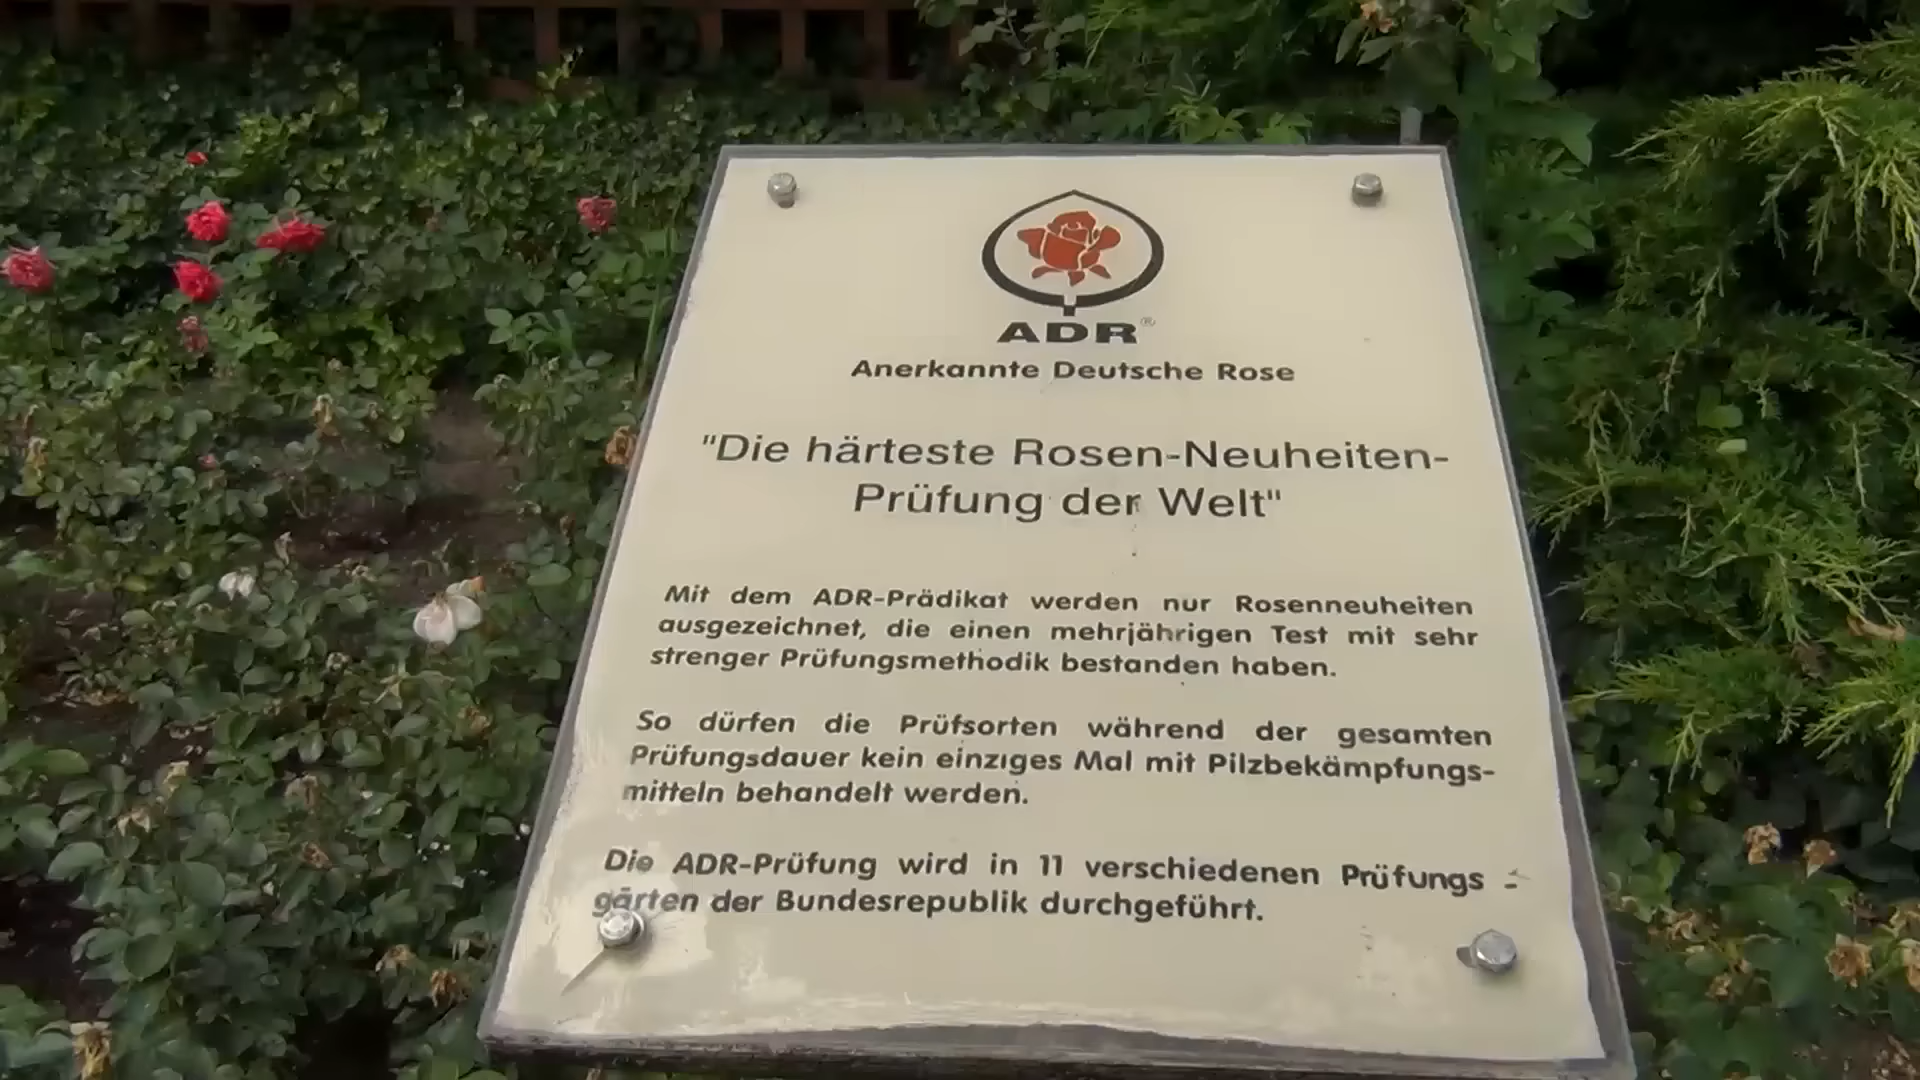 ADR®
Anerkannte Deutsche Rose
"Die härteste Rosen-Neuheiten-
Prüfung der Welt"
Mit dem ADR-Prädikat werden nur Rosenneuheiten
ausgezeichnet, die einen mehrjährigen Test mit sehr
strenger Prüfungsmethodik bestanden haben.
So dürfen die Prüfsorten während der gesamten
Prüfungsdauer kein einziges Mal mit Pilzbekämpfungs-
mitteln behandelt werden.
Die ADR-Prüfung wird in 11 verschiedenen Prüfungs-
gärten der Bundesrepublik durchgeführt.